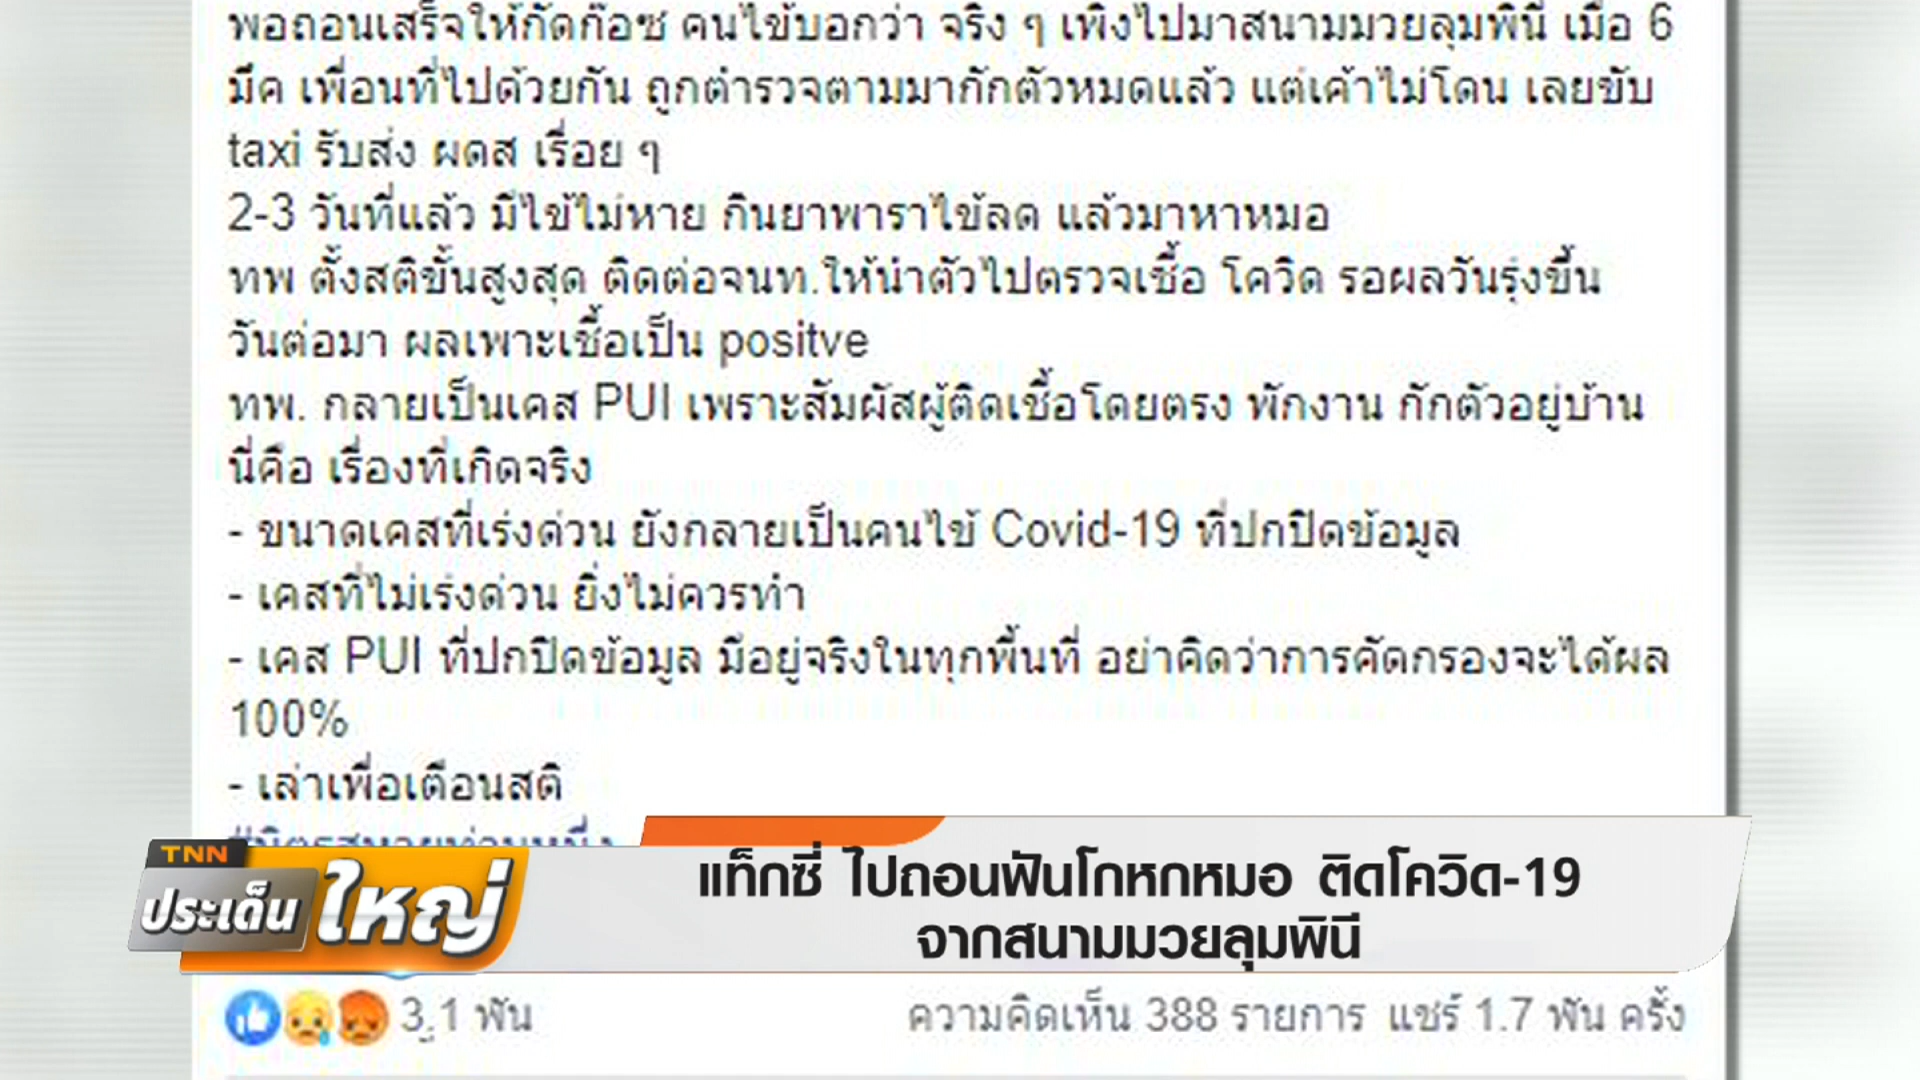 พอถอนเสร็จให้กัดก๊อซ คนไข้บอกว่า จริง ๆ เพิ่งไปมาสนามมวยลุมพินี เมื่อ 6
มีค เพื่อนที่ไปด้วยกัน ถูกตำรวจตามมากักตัวหมดแล้ว แต่เค้าไม่โดน เลยขับ
taxi รับส่ง ผดส เรื่อย ๆ
2-3 วันที่แล้ว มีไข้ไม่หาย กินยาพาราไข้ลด แล้วมาหาหมอ
ทพ ตั้งสติขั้นสูงสุด ติดต่อจนท.ให้นำตัวไปตรวจเชื้อ โควิด รอผลวันรุ่งขึ้น
วันต่อมา ผลเพาะเชื้อเป็น positve
ทพ. กลายเป็นเคส PUI เพราะสัมผัสผู้ติดเชื้อโดยตรง พักงาน กักตัวอยู่บ้าน
นี่คือ เรื่องที่เกิดจริง
- ขนาดเคสที่เร่งด่วน ยังกลายเป็นคนไข้ Covid-19 ที่ปกปิดข้อมูล
- เคสที่ไม่เร่งด่วน ยิ่งไม่ควรทำ
- เคส PUI ที่ปกปิดข้อมูล มีอยู่จริงในทุกพื้นที่ อย่าคิดว่าการคัดกรองจะได้ผล
100%
- เล่าเพื่อเตือนสติ
TNN
ประเด็นใหญ่
แท็กซี่ ไปถอนฟันโกหกหมอ ติดโควิด-19
จากสนามมวยลุมพินี
3.1 พัน ความคิดเห็น 388 รายการ แชร์ 1.7 พัน ครั้ง